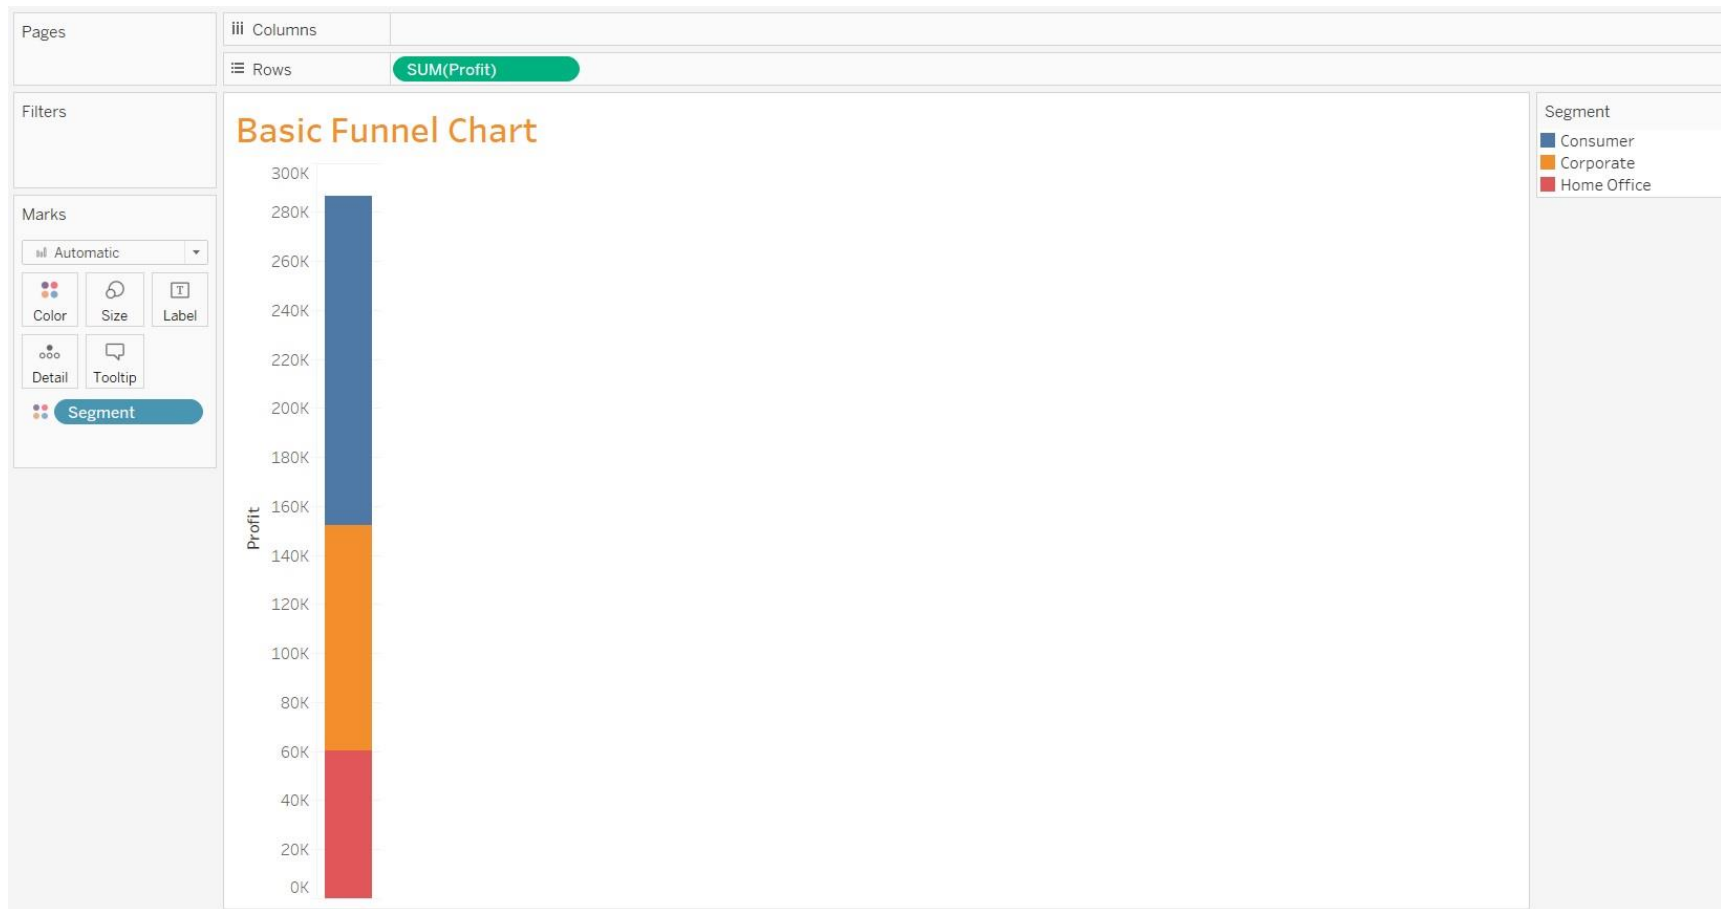 Pages
Columns
Rows
SUM(Profit)
Filters
Marks
Automatic
Color
Size
Label
Detail
Tooltip
Segment
Basic Funnel Chart
300K
280K
260K
240K
220K
200K
180K
160K
140K
120K
100K
80K
60K
40K
20K
0K
Profit
Segment
Consumer
Corporate
Home Office